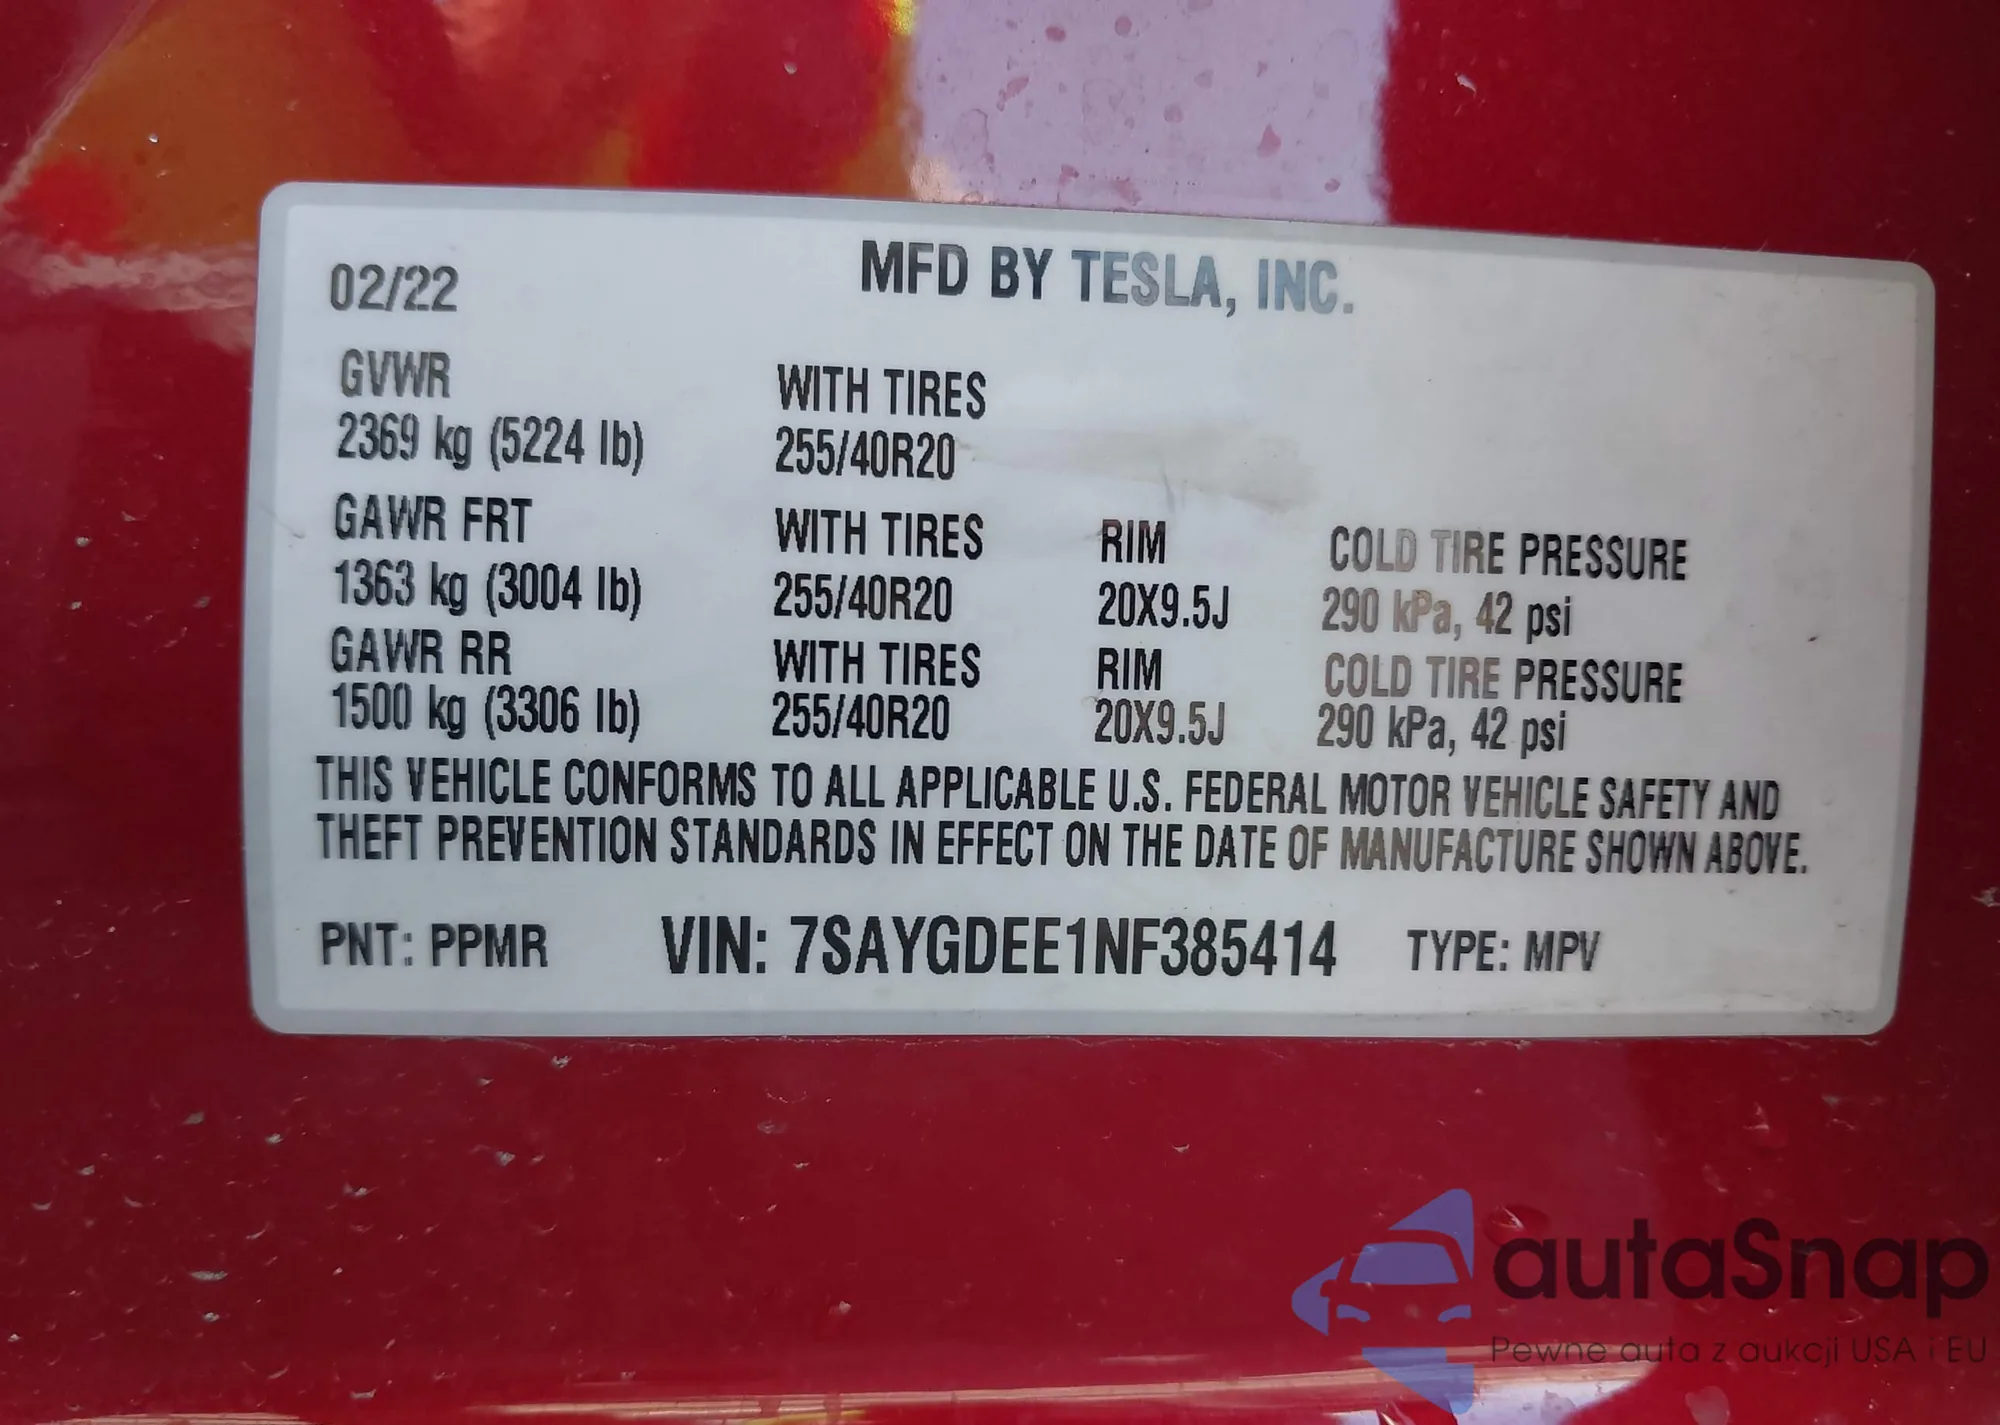 02/22 MFD BY TESLA, INC.
GVWR WITH TIRES
2369 kg (5224 lb) 255/40R20
GAWR FRT WITH TIRES RIM COLD TIRE PRESSURE
1363 kg (3004 lb) 255/40R20 20X9.5J 290 kPa, 42 psi
GAWR RR WITH TIRES RIM COLD TIRE PRESSURE
1500 kg (3306 lb) 255/40R20 20X9.5J 290 kPa, 42 psi
THIS VEHICLE CONFORMS TO ALL APPLICABLE U.S. FEDERAL MOTOR VEHICLE SAFETY AND
THEFT PREVENTION STANDARDS IN EFFECT ON THE DATE OF MANUFACTURE SHOWN ABOVE.
PNT: PPMR VIN: 7SAYGDEE1NF385414 TYPE: MPV
autaSnap
Pewne auta z aukcji USA i EU